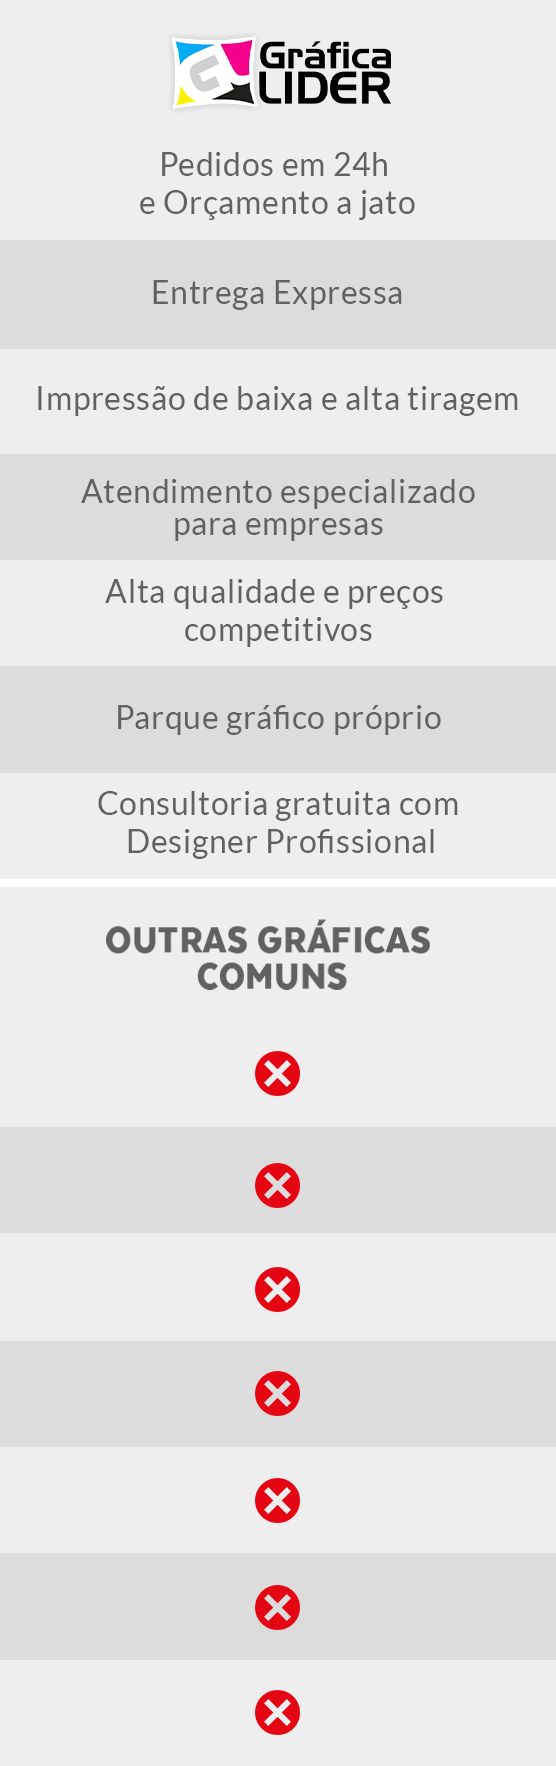 Gráfica
LIDER
Pedidos em 24h
e Orçamento a jato
Entrega Expressa
Impressão de baixa e alta tiragem
Atendimento especializado
para empresas
Alta qualidade e preços
competitivos
Parque gráfico próprio
Consultoria gratuita com
Designer Profissional
OUTRAS GRÁFICAS
COMUNS